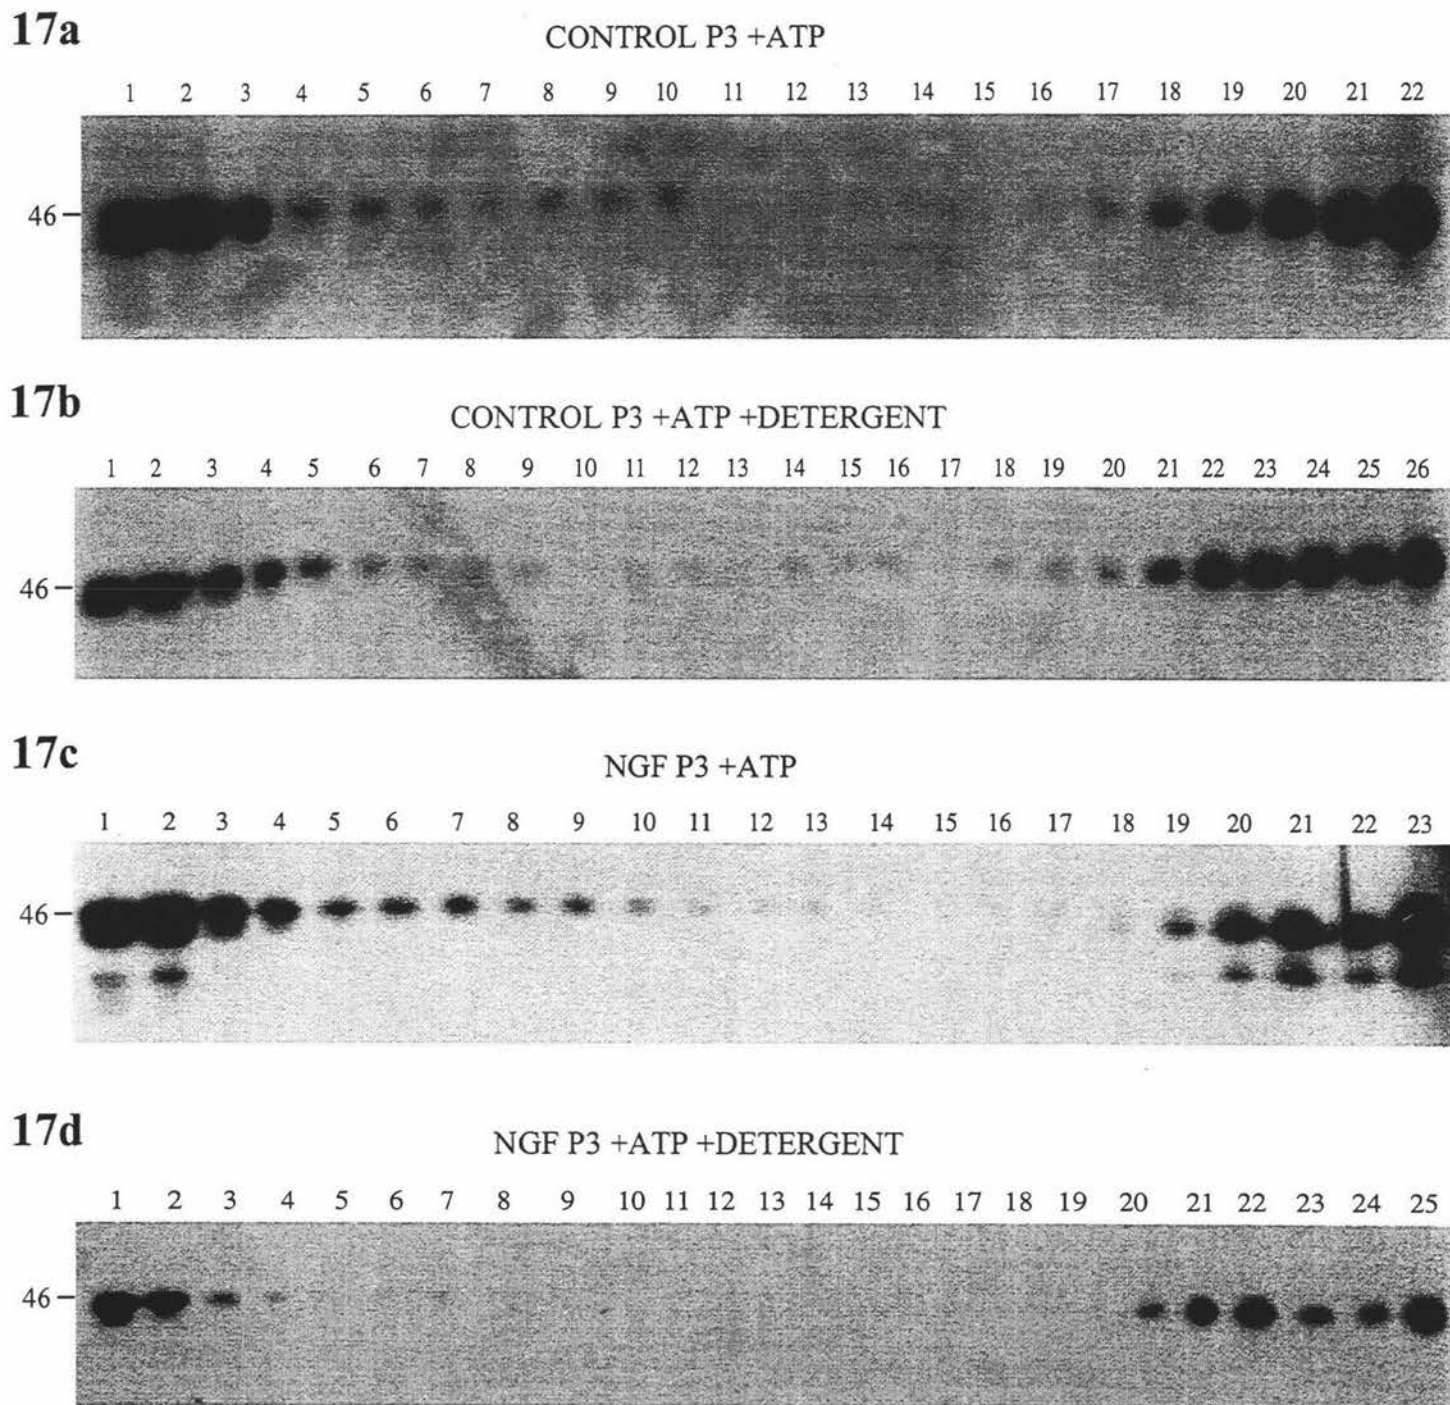 17a
CONTROL P3 +ATP
1 2 3 4 5 6 7 8 9 10 11 12 13 14 15 16 17 18 19 20 21 22
46
17b
CONTROL P3 +ATP +DETERGENT
1 2 3 4 5 6 7 8 9 10 11 12 13 14 15 16 17 18 19 20 21 22 23 24 25 26
46
17c
NGF P3 +ATP
1 2 3 4 5 6 7 8 9 10 11 12 13 14 15 16 17 18 19 20 21 22 23
46
17d
NGF P3 +ATP +DETERGENT
1 2 3 4 5 6 7 8 9 10 11 12 13 14 15 16 17 18 19 20 21 22 23 24 25
46